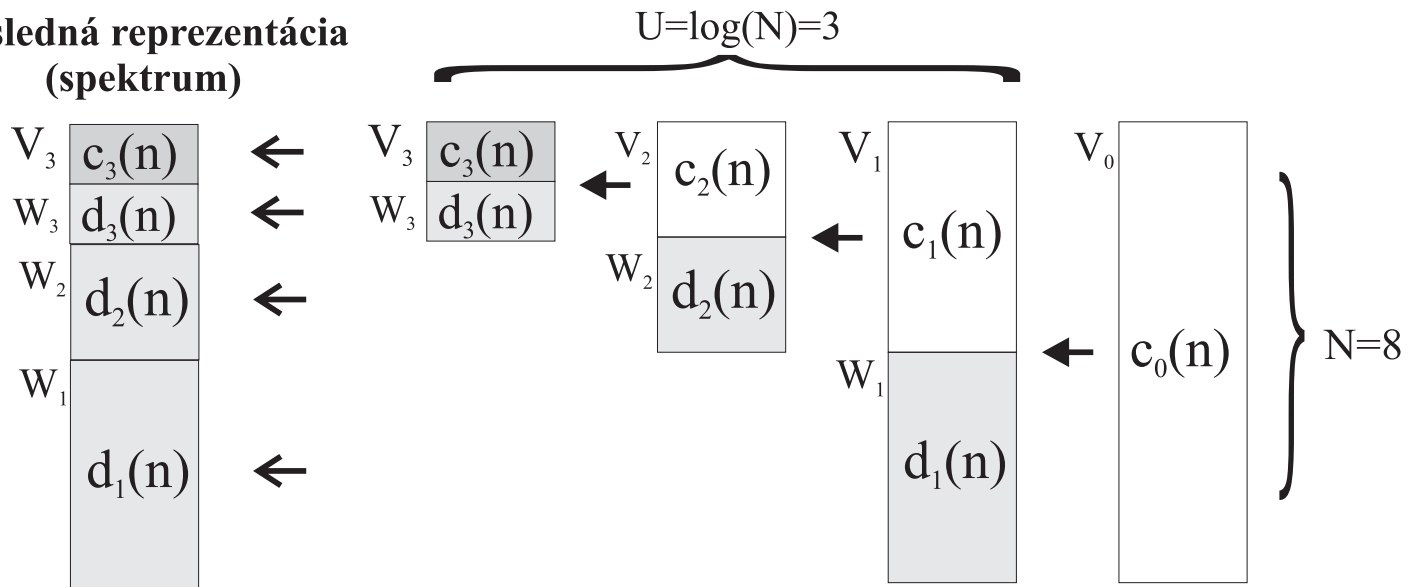 sledná reprezentácia
(spektrum)
U=log(N)=3
V₃ c₃(n)
W₃ d₃(n)
W₂ d₂(n)
W₁ d₁(n)
V₃ c₃(n)
W₃ d₃(n)
V₂ c₂(n)
W₂ d₂(n)
V₁ c₁(n)
W₁ d₁(n)
V₀ c₀(n)
N=8